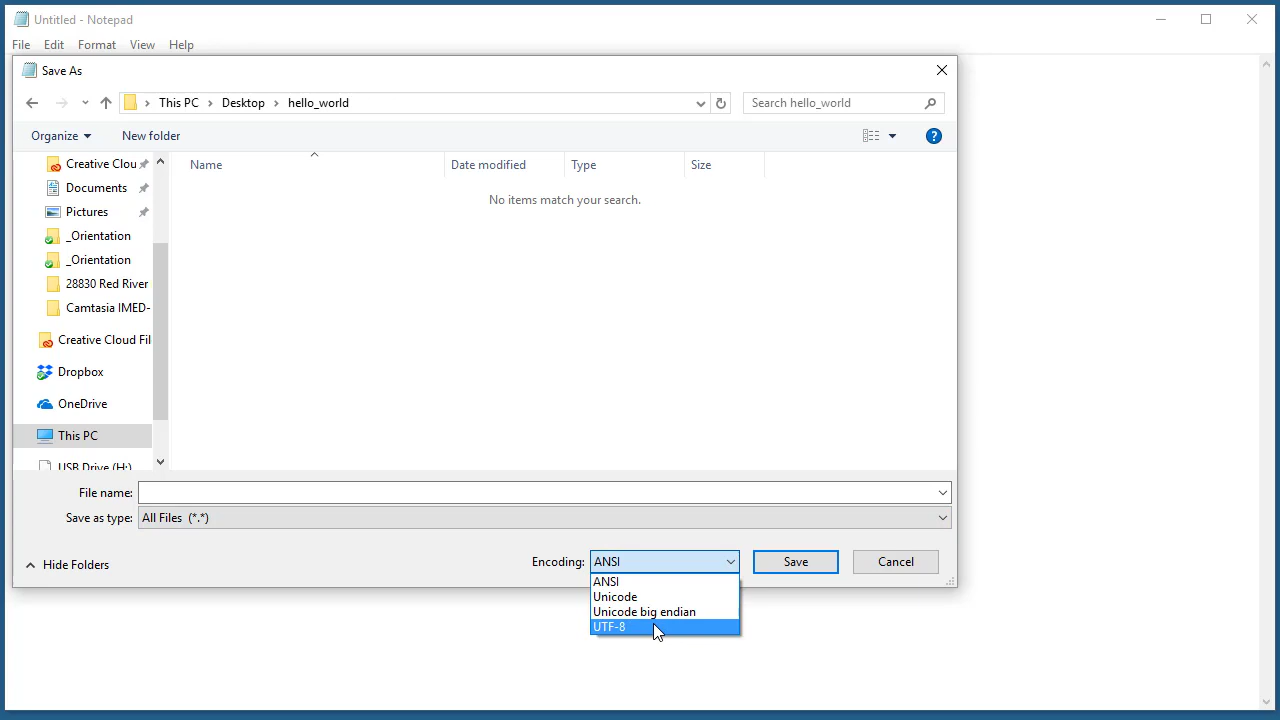 Untitled - Notepad
File Edit Format View Help
Save As
This PC Desktop hello_world Search hello_world
Organize New folder
Name Date modified Type Size
No items match your search.
Creative Clou
Documents
Pictures
_Orientation
_Orientation
28830 Red River
Camtasia IMED-
Creative Cloud Fil
Dropbox
OneDrive
This PC
USB Drive (H:)
File name:
Save as type: All Files (*.*)
Hide Folders Encoding: ANSI Save Cancel
ANSI
Unicode
Unicode big endian
UTF-8